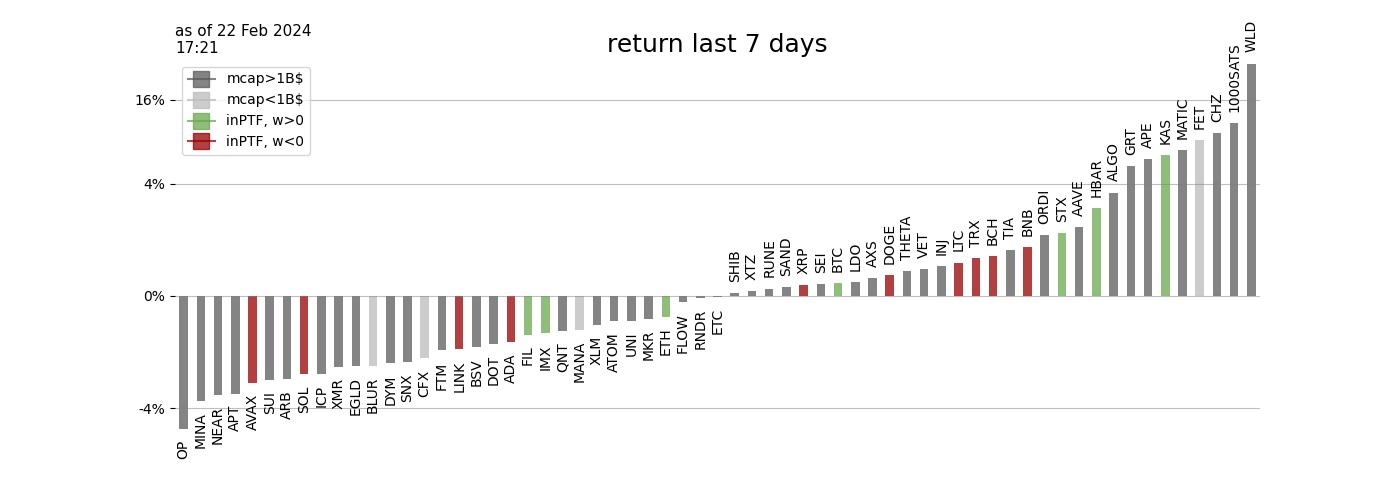 as of 22 Feb 2024
17:21
return last 7 days
mcap>1B$
mcap<1B$
inPTF, w>0
inPTF, w<0
16%
4%
0%
-4%
OP
MINA
NEAR
APT
AVAX
SUI
ARB
SOL
ICP
XMR
EGLD
BLUR
DYM
SNX
CFX
FTM
LINK
BSV
DOT
ADA
FIL
IMX
QNT
MANA
XLM
ATOM
UNI
MKR
ETH
FLOW
RNDR
ETC
SHIB
XTZ
RUNE
SAND
XRP
SEI
BTC
LDO
AXS
DOGE
THETA
VET
INJ
LTC
TRX
BCH
TIA
BNB
ORDI
STX
AAVE
HBAR
ALGO
GRT
APE
KAS
MATIC
FET
CHZ
1000SATS
WLD